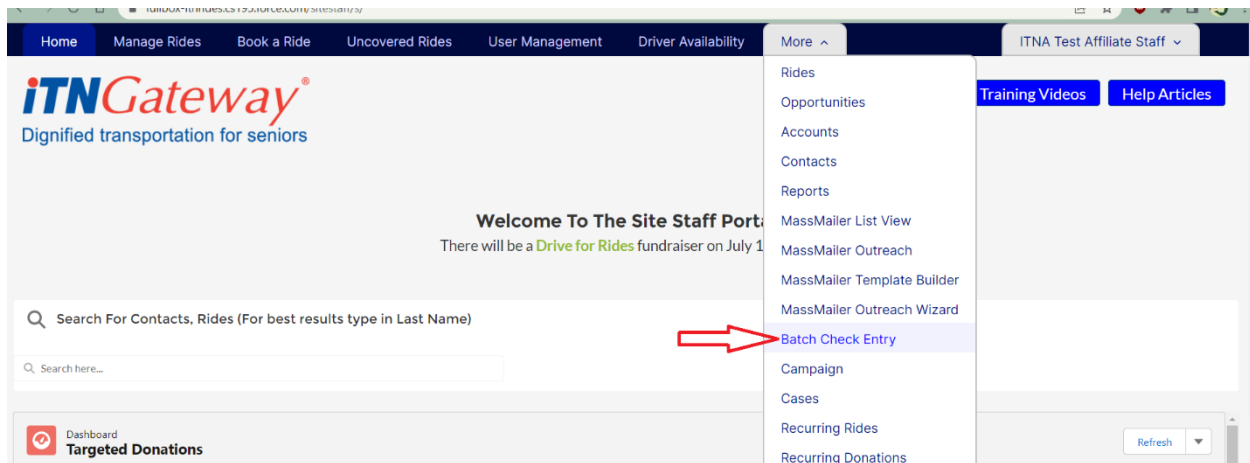 Home Manage Rides Book a Ride Uncovered Rides User Management Driver Availability More ITNA Test Affiliate Staff
iTNGateway®
Dignified transportation for seniors
Training Videos Help Articles
Rides
Opportunities
Accounts
Contacts
Reports
MassMailer List View
MassMailer Outreach
MassMailer Template Builder
MassMailer Outreach Wizard
Batch Check Entry
Campaign
Cases
Recurring Rides
Recurring Donations
Welcome To The Site Staff Porta
There will be a Drive for Rides fundraiser on July 1
Search For Contacts, Rides (For best results type in Last Name)
Search here...
Dashboard
Targeted Donations
Refresh